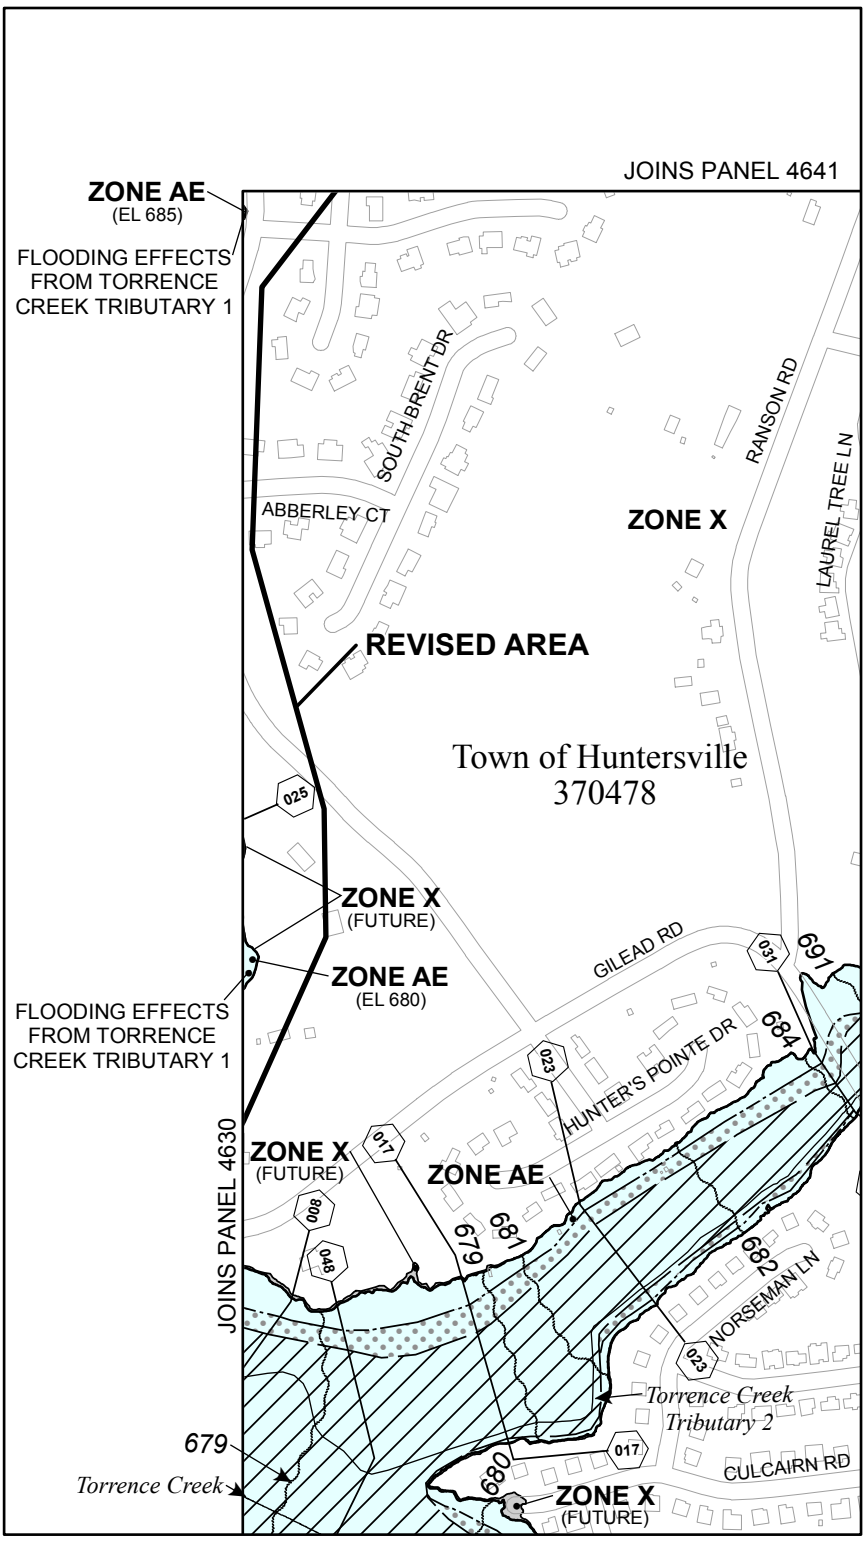 JOINS PANEL 4641
ZONE AE
(EL 685)
FLOODING EFFECTS
FROM TORRENCE
CREEK TRIBUTARY 1
SOUTH BRENT DR
RANSON RD
LAUREL TREE LN
ABBERLEY CT
ZONE X
REVISED AREA
Town of Huntersville
370478
025
ZONE X
(FUTURE)
GILEAD RD
031
691
ZONE AE
(EL 680)
FLOODING EFFECTS
FROM TORRENCE
CREEK TRIBUTARY 1
684
023
HUNTER'S POINTE DR
JOINS PANEL 4630
ZONE X
(FUTURE)
017
ZONE AE
008
048
679
681
682
NORSEMAN LN
023
Torrence Creek
Tributary 2
679
017
CULCAIRN RD
Torrence Creek
680
ZONE X
(FUTURE)